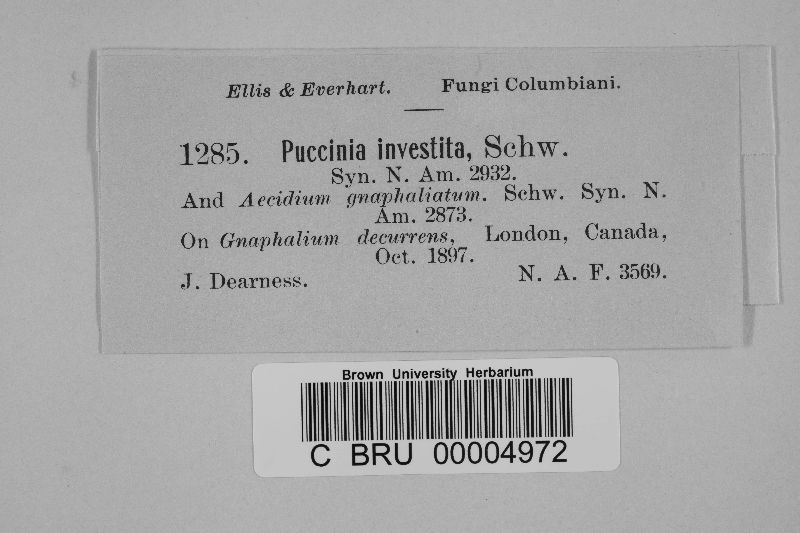 Ellis & Everhart. Fungi Columbiani.
1285. Puccinia investita, Schw.
Syn. N. Am. 2932.
And Aecidium gnaphaliatum. Schw. Syn. N.
Am. 2873.
On Gnaphalium decurrens, London, Canada,
Oct. 1897.
J. Dearness. N. A. F. 3569.
Brown University Herbarium
C BRU 00004972